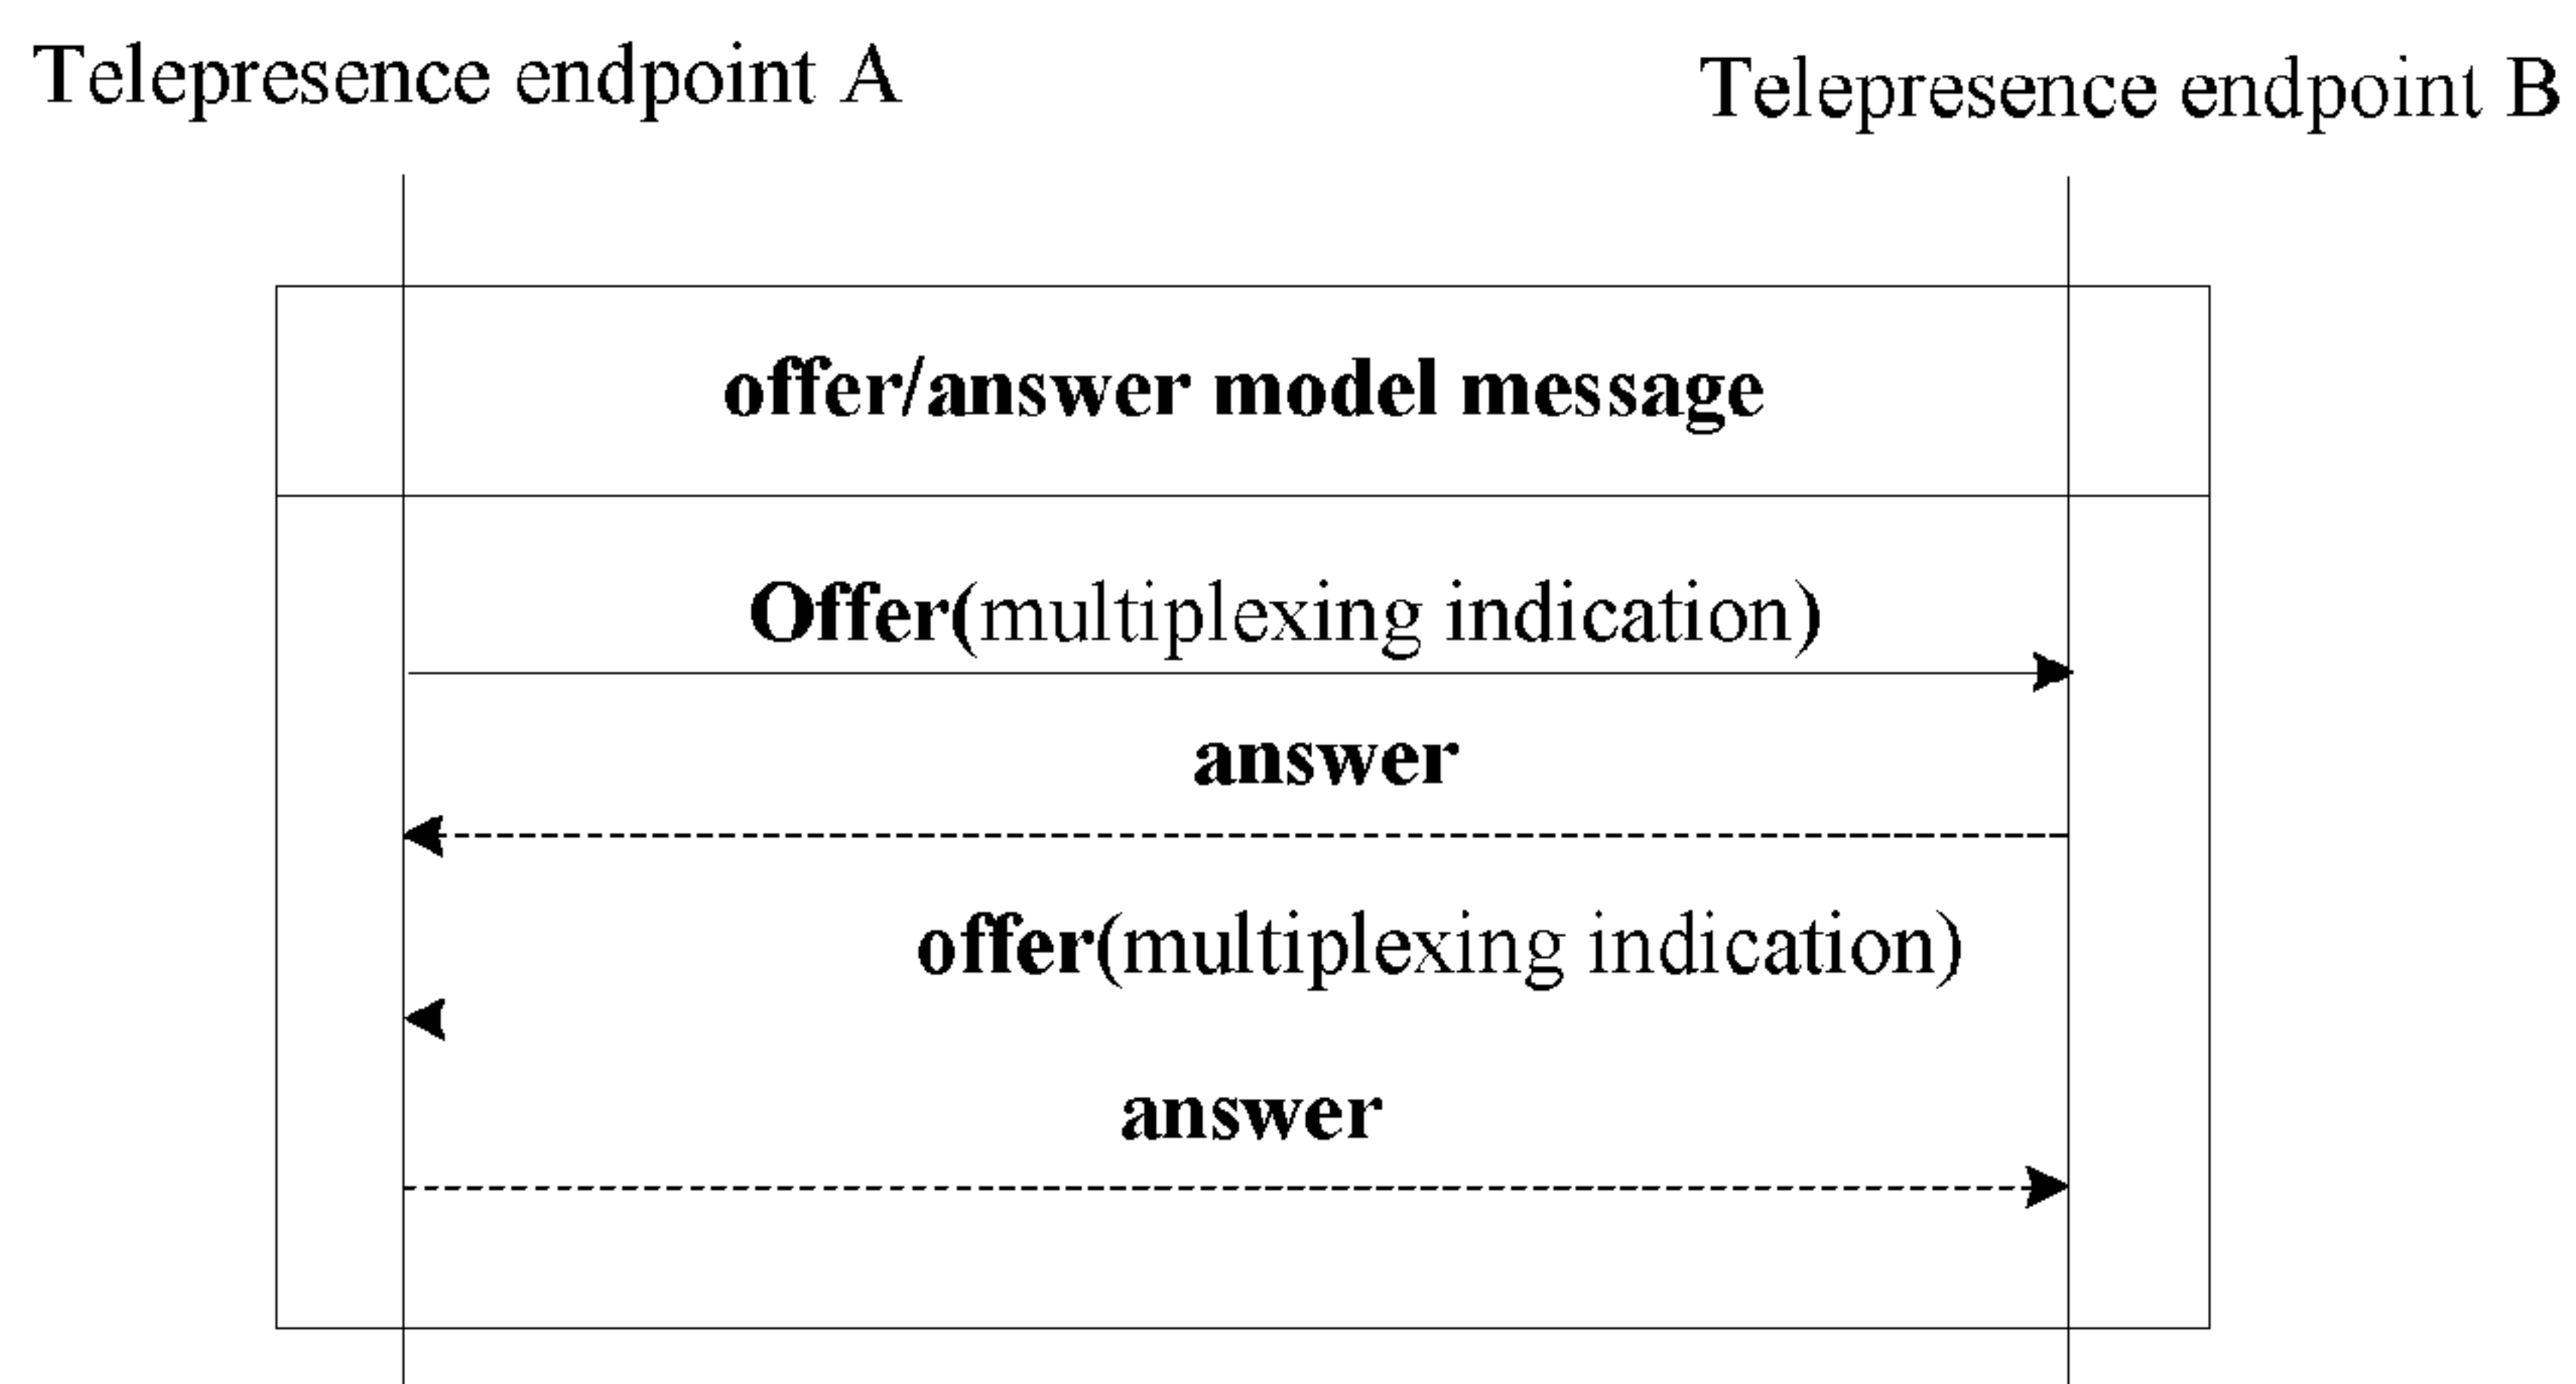 Telepresence endpoint A
Telepresence endpoint B
offer/answer model message
Offer(multiplexing indication)
answer
offer(multiplexing indication)
answer